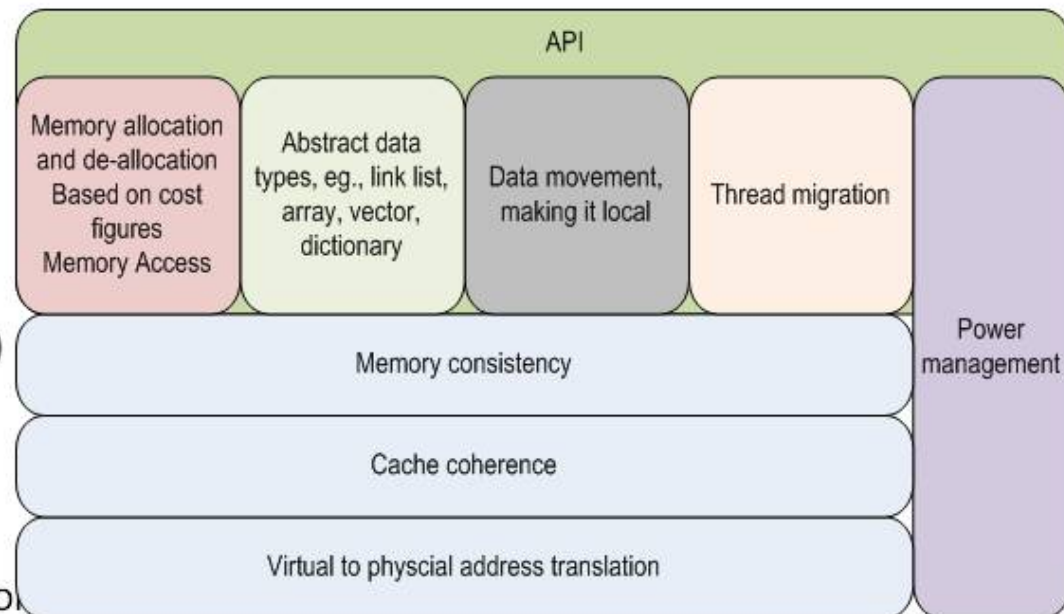 API
Memory allocation
and de-allocation
Based on cost
figures
Memory Access
Abstract data
types, eg., link list,
array, vector,
dictionary
Data movement,
making it local
Thread migration
Power
management
)
Memory consistency
Cache coherence
Virtual to physcial address translation